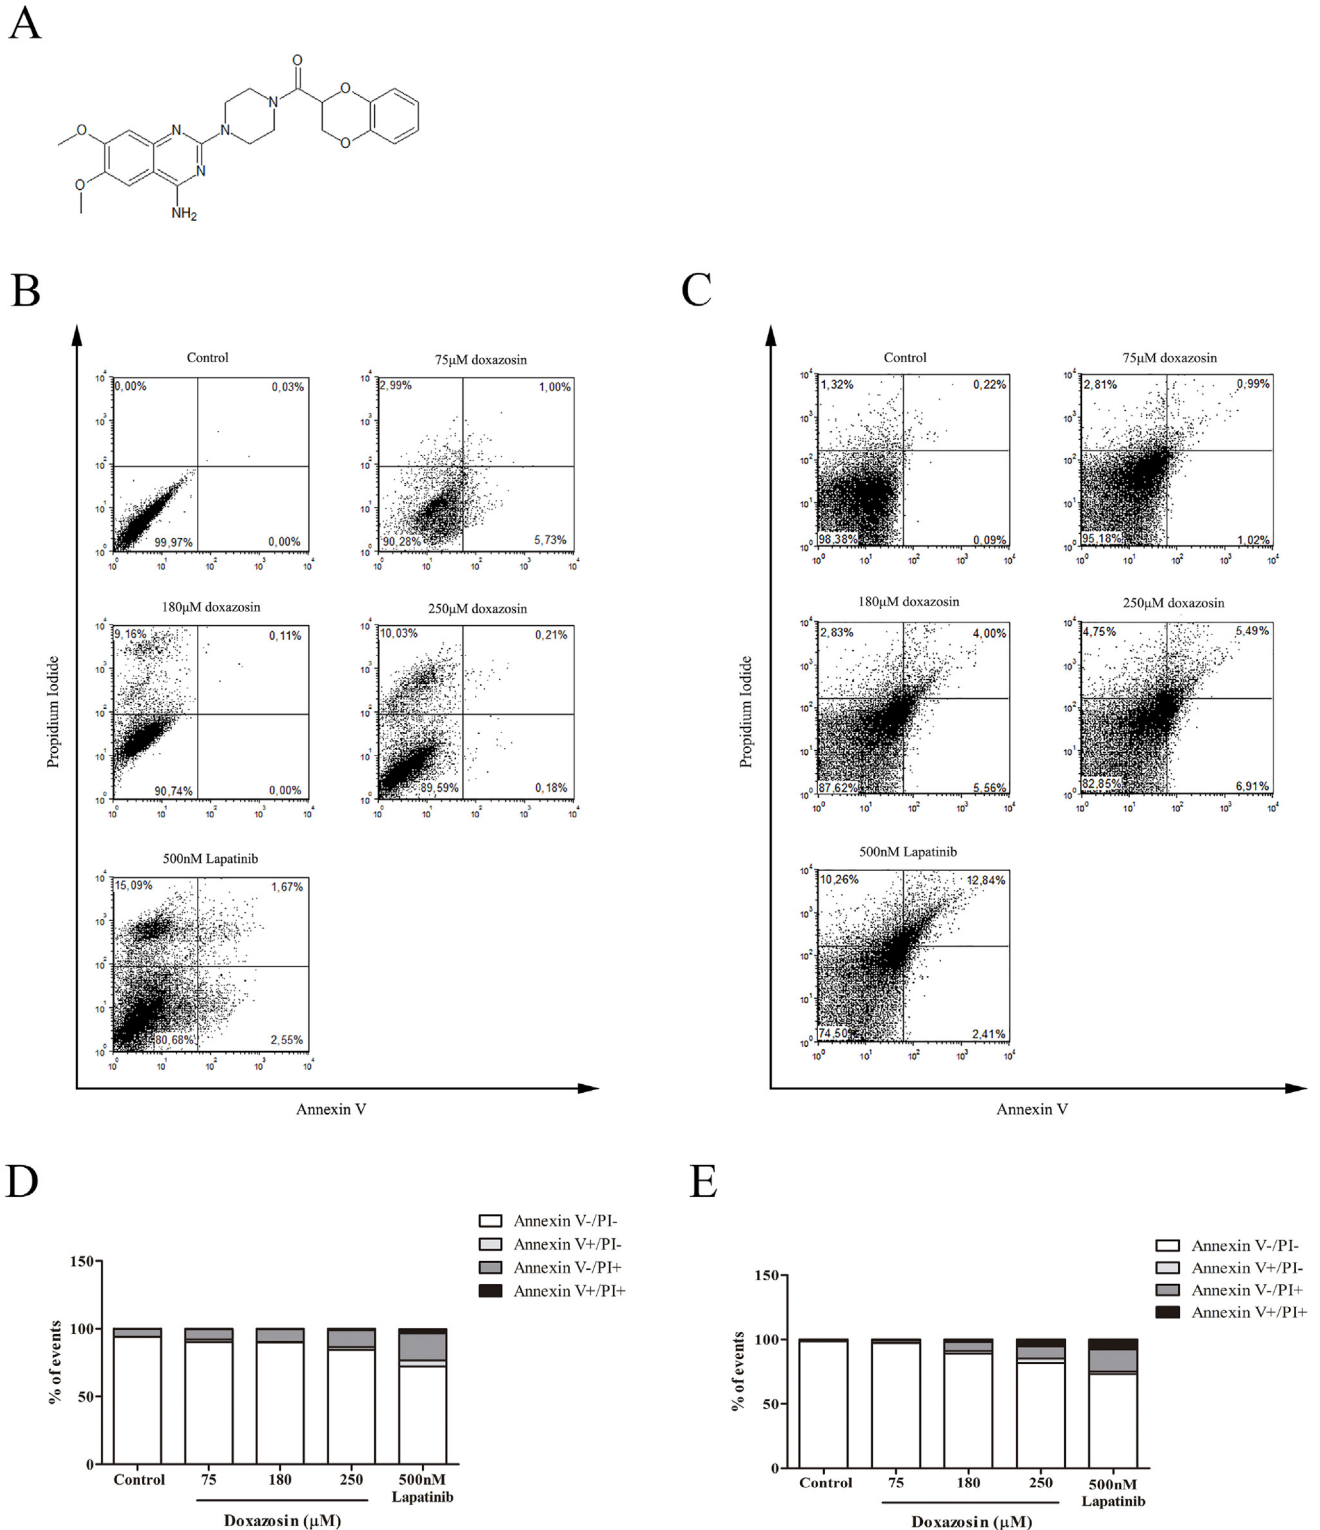 A
O
O
O
O
O
N
N
N
N
NH2
B
C
Control
75μM doxazosin
0,00%
0,03%
99,97%
0,00%
2,99%
1,00%
90,28%
5,73%
180μM doxazosin
250μM doxazosin
9,16%
0,11%
90,74%
0,00%
10,03%
0,21%
89,59%
0,18%
500nM Lapatinib
15,09%
1,67%
80,68%
2,55%
Propidium Iodide
Annexin V
Control
75μM doxazosin
1,32%
0,22%
98,38%
0,09%
2,81%
0,99%
95,18%
1,02%
180μM doxazosin
250μM doxazosin
2,83%
4,00%
87,62%
5,56%
4,75%
5,49%
82,85%
6,91%
500nM Lapatinib
10,26%
12,84%
74,50%
2,41%
Propidium Iodide
Annexin V
D
Annexin V-/PI-
Annexin V+/PI-
Annexin V-/PI+
Annexin V+/PI+
150
100
50
0
% of events
Control 75 180 250 500nM
Lapatinib
Doxazosin (μM)
E
Annexin V-/PI-
Annexin V+/PI-
Annexin V-/PI+
Annexin V+/PI+
150
100
50
0
% of events
Control 75 180 250 500nM
Lapatinib
Doxazosin (μM)